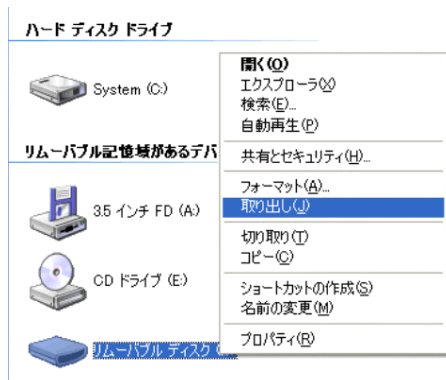 ハード ディスク ドライブ
System (C:)
リムーバブル記憶域があるデバ
3.5 インチ FD (A:)
CD ドライブ (E:)
リムーバブル ディスク (
開く(O)
エクスプローラ(X)
検索(E)...
自動再生(P)
共有とセキュリティ(H)...
フォーマット(A)...
取り出し(J)
切り取り(T)
コピー(C)
ショートカットの作成(S)
名前の変更(M)
プロパティ(R)